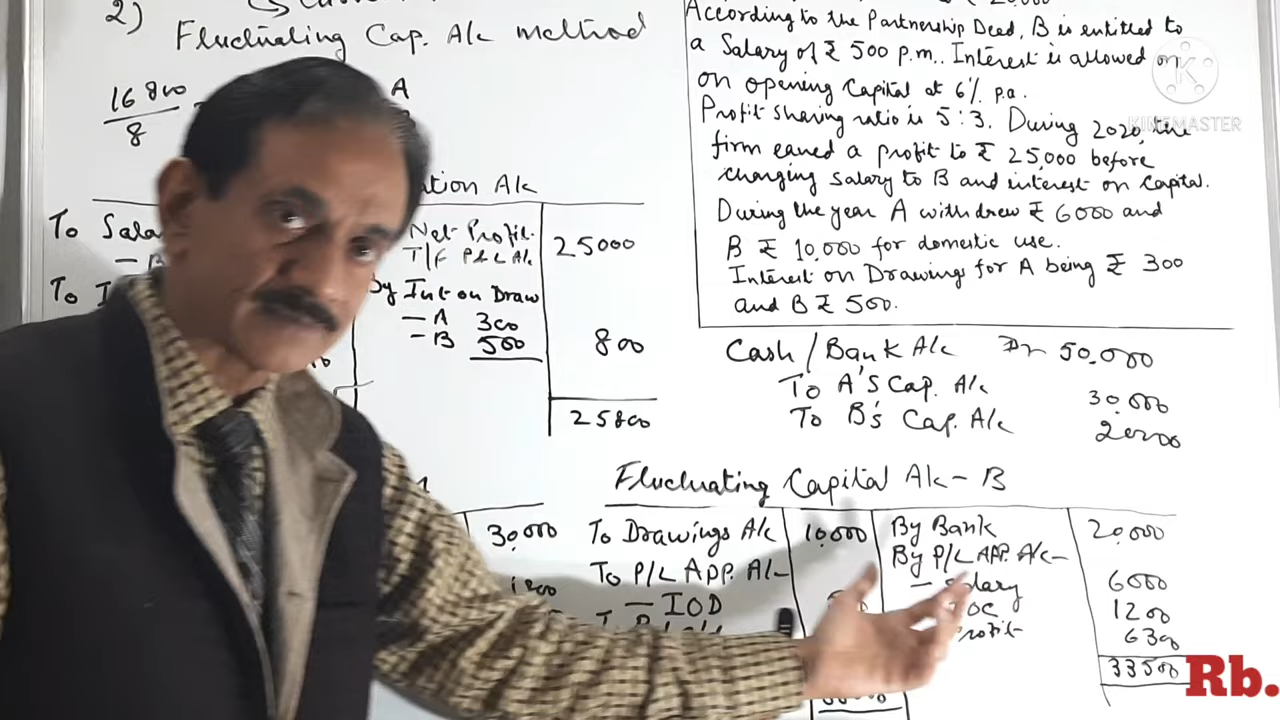 2)
Fluctuating Cap. A/c method
16800
8
A
ation A/c
To Sala
To I
Net Profit
T/f P&L A/c
25000
By Int on Draw
— A 300
— B 500
800
25800
According to the Partnership Deed, B is entitled to
a Salary of ₹ 500 p.m.. Interest is allowed on
on opening Capital at 6% p.a.
Profit sharing ratio is 5:3. During 2020, the
firm earned a profit to ₹ 25,000 before
charging salary to B and interest on capital.
During the year A withdrew ₹ 6000 and
B ₹ 10,000 for domestic use.
Interest on Drawings for A being ₹ 300
and B ₹ 500.
KINEMASTER
Cash/Bank A/c Dr 50,000
To A's Cap. A/c 30,000
To B's Cap. A/c 20000
Fluctuating Capital A/c – B
30,000
To Drawings A/c 10,000
By Bank 20,000
To P/L APP. A/c –
By P/L APP. A/c –
— IOD
— Salary 6000
1200
Profit 6300
33500
Rb.